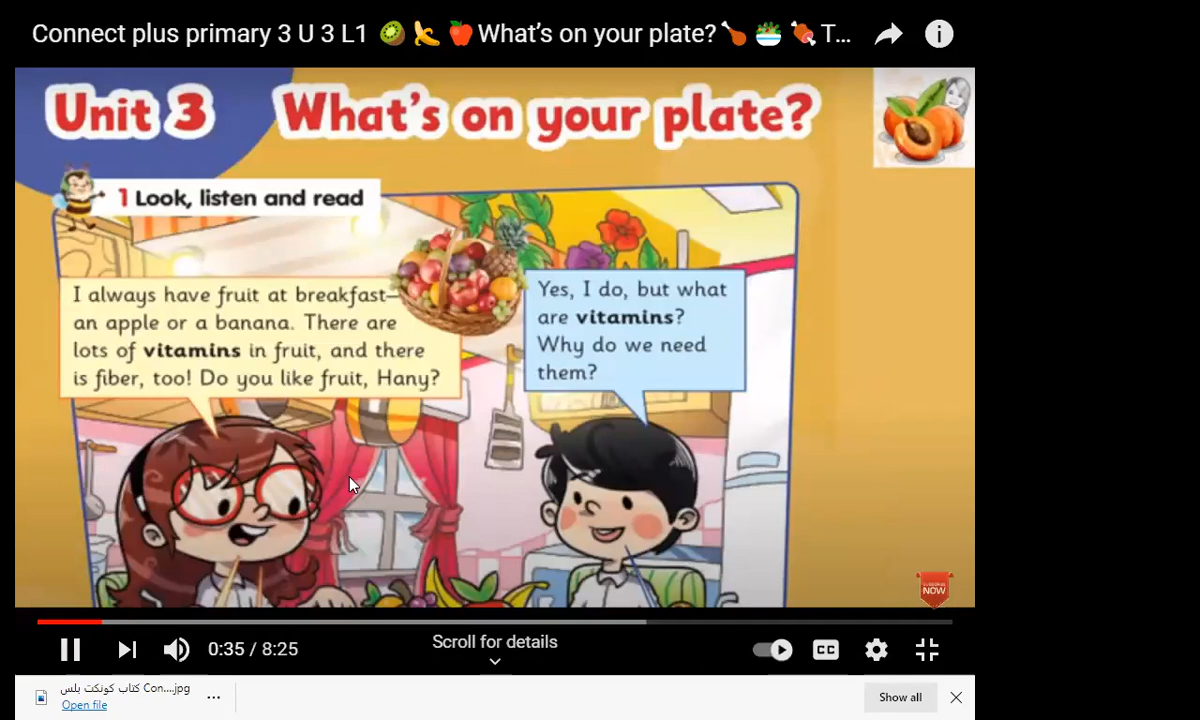 Connect plus primary 3 U 3 L1 🥝 🍌 🍎 What's on your plate? 🍗 🥗 🍖 T...
Unit 3 What's on your plate?
1 Look, listen and read
I always have fruit at breakfast–
an apple or a banana. There are
lots of vitamins in fruit, and there
is fiber, too! Do you like fruit, Hany?
Yes, I do, but what
are vitamins?
Why do we need
them?
SUBSCRIBE
NOW
0:35 / 8:25
Scroll for details
CC
كتاب كونكت بلس Con....jpg
Open file
Show all